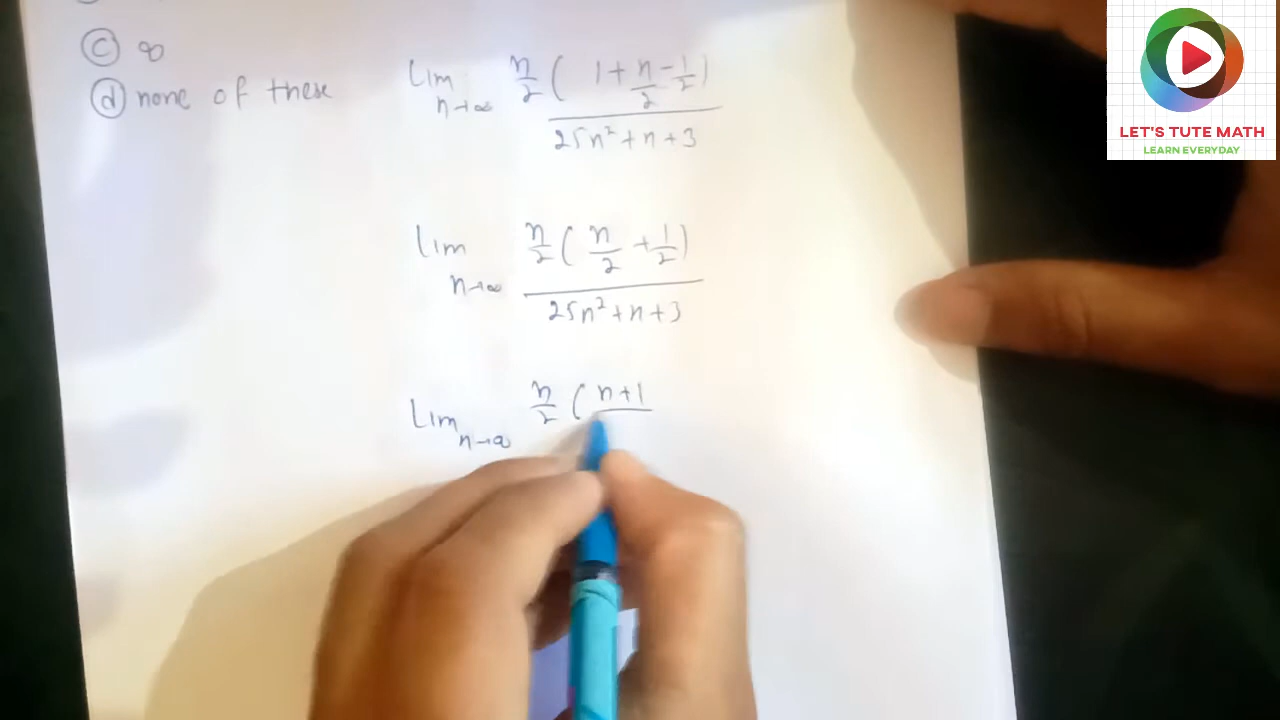 (c) ∞
(d) none of these
Lim n→∞ n/2 ( 1 + n/2 - 1/2 ) / 25n² + n + 3
Lim n→∞ n/2 ( n/2 + 1/2 ) / 25n² + n + 3
Lim n→∞ n/2 ( n+1
LET'S TUTE MATH
LEARN EVERYDAY